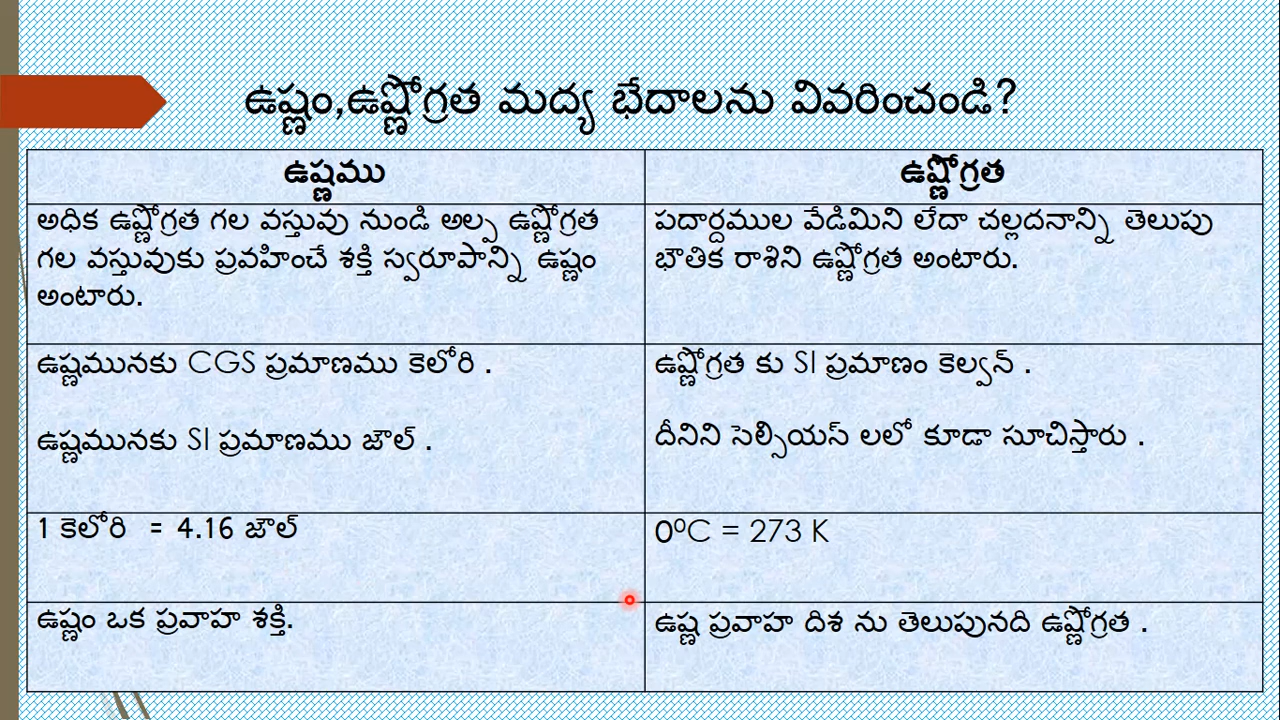 ఉష్ణం,ఉష్ణోగ్రత మద్య భేదాలను వివరించండి?
ఉష్ణము
ఉష్ణోగ్రత
అధిక ఉష్ణోగ్రత గల వస్తువు నుండి అల్ప ఉష్ణోగ్రత
గల వస్తువుకు ప్రవహించే శక్తి స్వరూపాన్ని ఉష్ణం
అంటారు.
పదార్దముల వేడిమిని లేదా చల్లదనాన్ని తెలుపు
భౌతిక రాశిని ఉష్ణోగ్రత అంటారు.
ఉష్ణమునకు CGS ప్రమాణము కెలోరి .
ఉష్ణమునకు SI ప్రమాణము జౌల్ .
ఉష్ణోగ్రత కు SI ప్రమాణం కెల్విన్ .
దీనిని సెల్సియస్ లలో కూడా సూచిస్తారు .
1 కెలోరి = 4.16 జౌల్
0⁰C = 273 K
ఉష్ణం ఒక ప్రవాహ శక్తి.
ఉష్ణ ప్రవాహ దిశ ను తెలుపునది ఉష్ణోగ్రత .